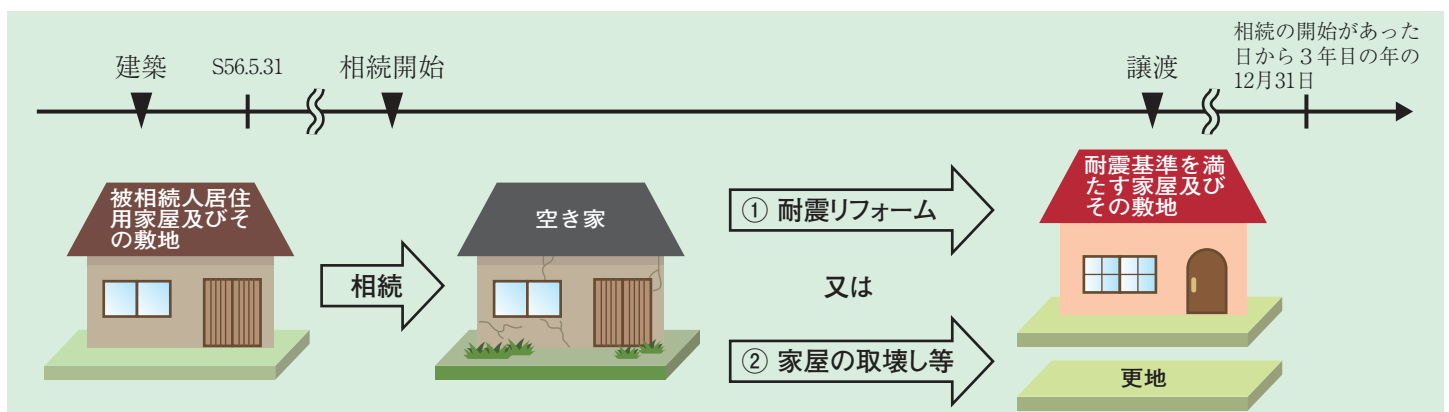 建築
S56.5.31
相続開始
譲渡
相続の開始があった
日から3年目の年の
12月31日
被相続人居住
用家屋及びそ
の敷地
相続
空き家
① 耐震リフォーム
又は
② 家屋の取壊し等
耐震基準を満
たす家屋及び
その敷地
更地